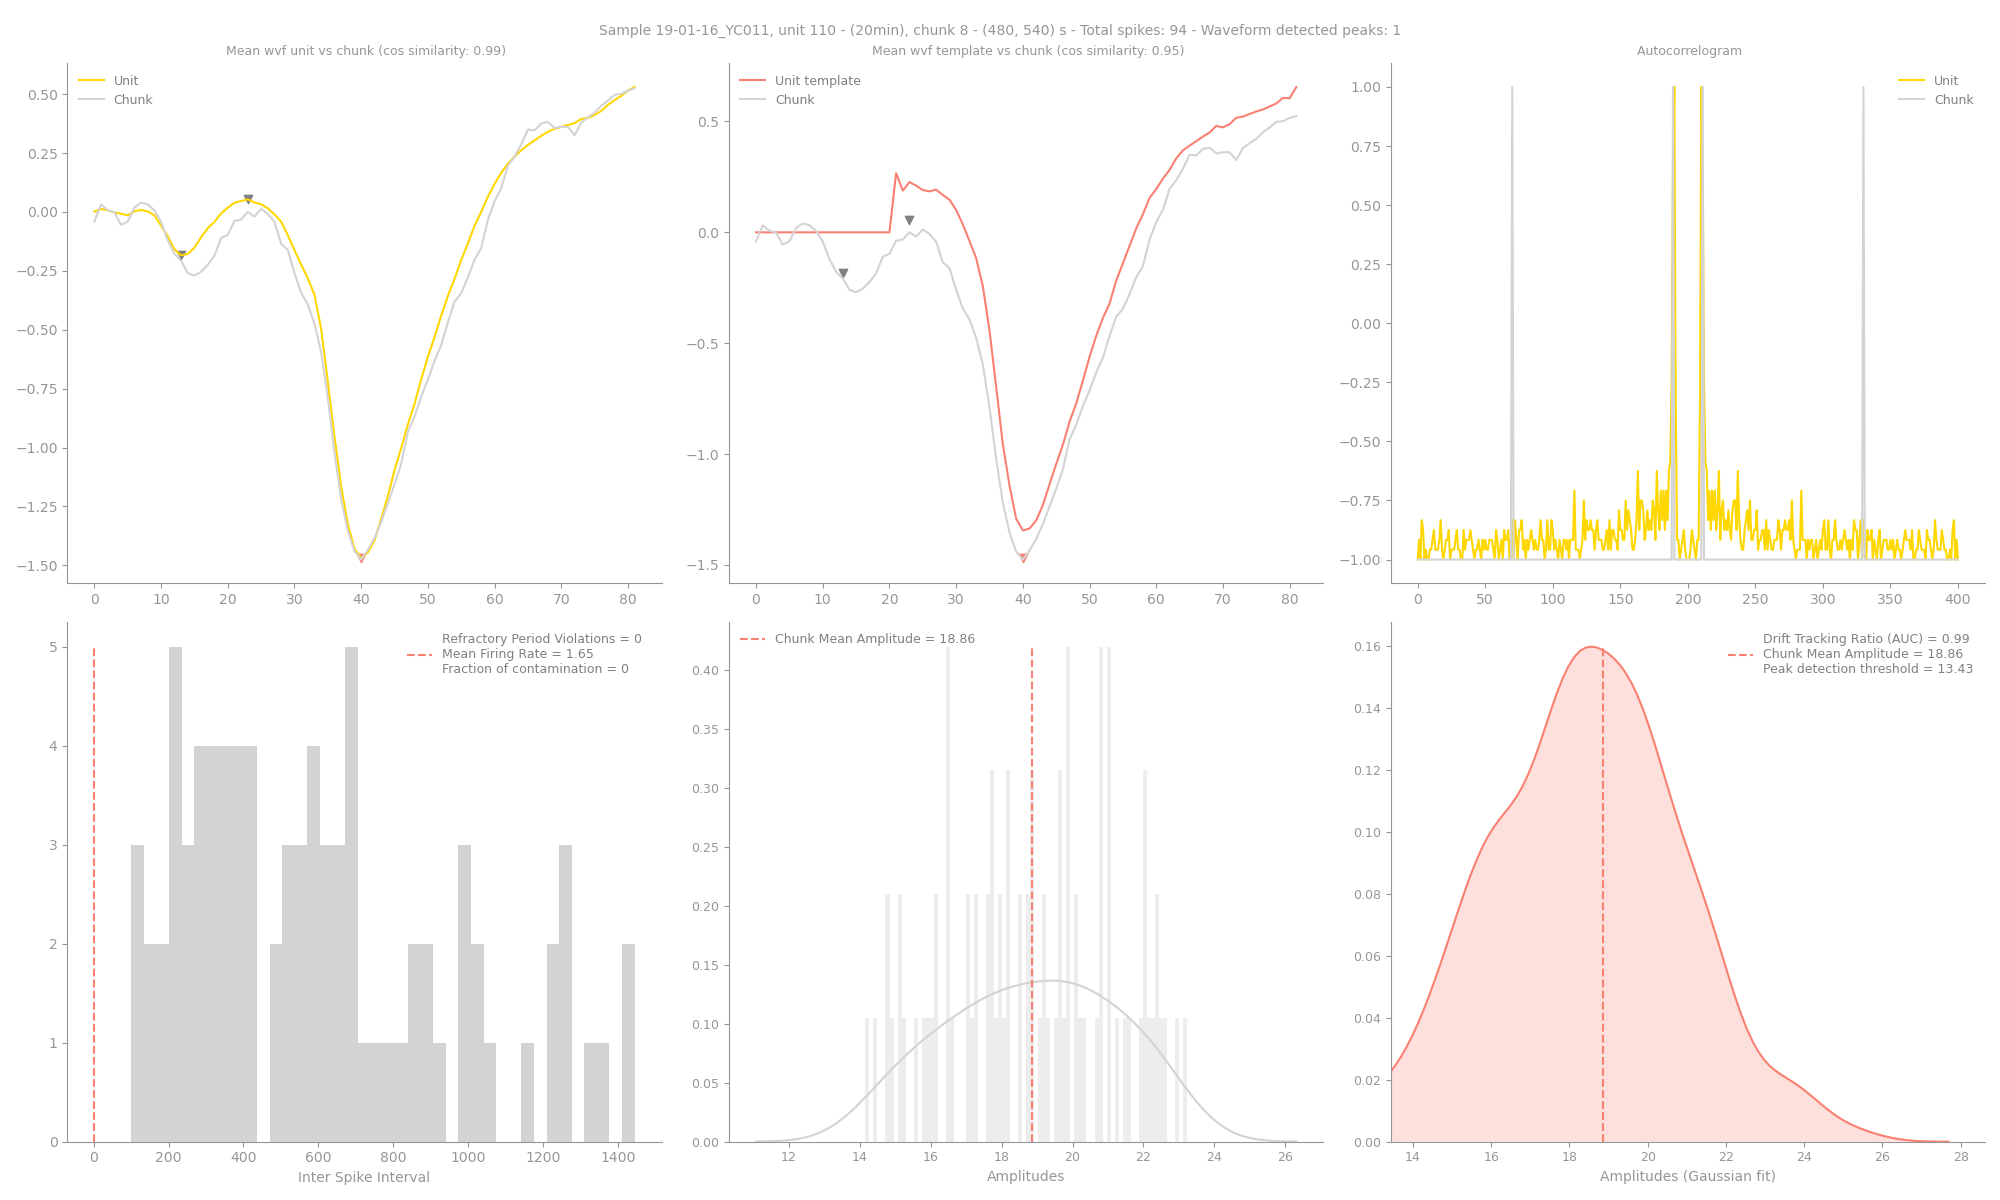 Sample 19-01-16_YC011, unit 110 - (20min), chunk 8 - (480, 540) s - Total spikes: 94 - Waveform detected peaks: 1
Mean wvf unit vs chunk (cos similarity: 0.99)
Unit
Chunk
0.50
0.25
0.00
−0.25
−0.50
−0.75
−1.00
−1.25
−1.50
0 10 20 30 40 50 60 70 80
Mean wvf template vs chunk (cos similarity: 0.95)
Unit template
Chunk
0.5
0.0
−0.5
−1.0
−1.5
0 10 20 30 40 50 60 70 80
Autocorrelogram
Unit
Chunk
1.00
0.75
0.50
0.25
0.00
−0.25
−0.50
−0.75
−1.00
0 50 100 150 200 250 300 350 400
Refractory Period Violations = 0
Mean Firing Rate = 1.65
Fraction of contamination = 0
5
4
3
2
1
0
0 200 400 600 800 1000 1200 1400
Inter Spike Interval
Chunk Mean Amplitude = 18.86
0.40
0.35
0.30
0.25
0.20
0.15
0.10
0.05
0.00
12 14 16 18 20 22 24 26
Amplitudes
Drift Tracking Ratio (AUC) = 0.99
Chunk Mean Amplitude = 18.86
Peak detection threshold = 13.43
0.16
0.14
0.12
0.10
0.08
0.06
0.04
0.02
0.00
14 16 18 20 22 24 26 28
Amplitudes (Gaussian fit)